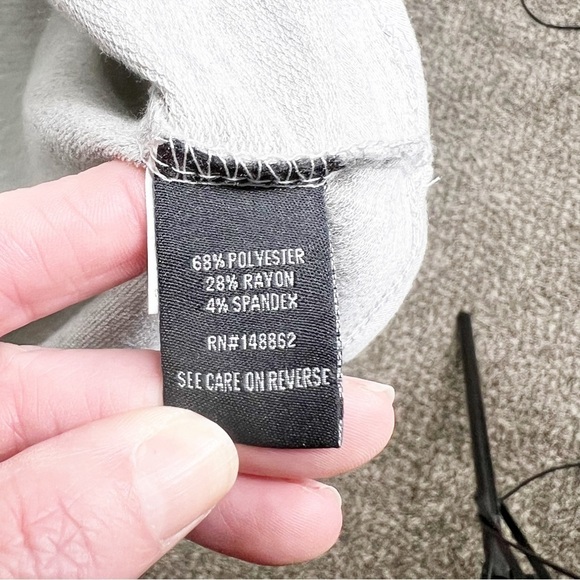 68% POLYESTER
28% RAYON
4% SPANDEX
RN#148862
SEE CARE ON REVERSE